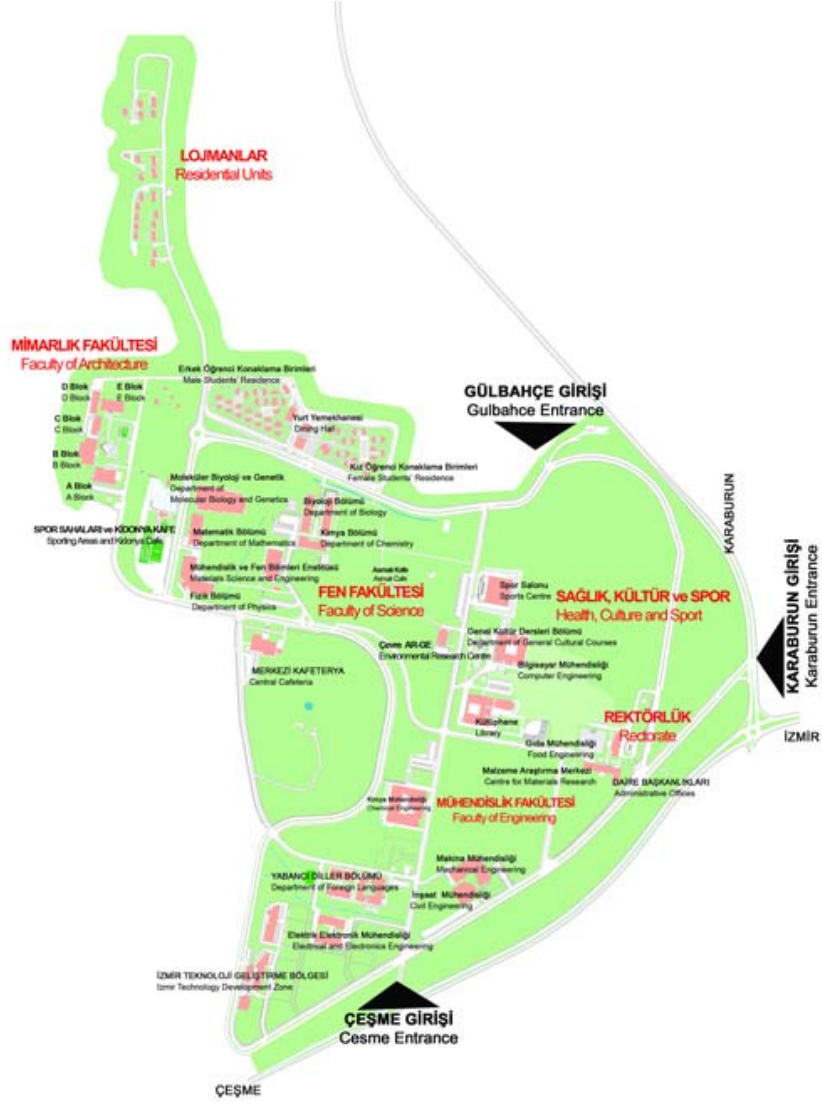 LOJMANLAR
Residential Units
MİMARLIK FAKÜLTESİ
Faculty of Architecture
Erkek Öğrenci Konaklama Birimleri
Male Students' Residence
D Blok
D Block
E Blok
E Block
GÜLBAHÇE GİRİŞİ
Gulbahce Entrance
C Blok
C Block
Yurt Yemekhanesi
Dining Hall
B Blok
B Block
Kız Öğrenci Konaklama Birimleri
Female Students' Residence
Moleküler Biyoloji ve Genetik
Department of
Molecular Biology and Genetics
A Blok
A Block
Biyoloji Bölümü
Department of Biology
KARABURUN
SPOR SAHALARI ve KİDONYA KAFE
Sporting Areas and Kidonya Cafe
Matematik Bölümü
Department of Mathematics
Kimya Bölümü
Department of Chemistry
Mühendislik ve Fen Bilimleri Enstitüsü
Materials Science and Engineering
Asmalı Kafe
Asmalı Cafe
Fizik Bölümü
Department of Physics
FEN FAKÜLTESİ
Faculty of Science
Spor Salonu
Sports Centre
SAĞLIK, KÜLTÜR ve SPOR
Health, Culture and Sport
KARABURUN GİRİŞİ
Karaburun Entrance
Genel Kültür Dersleri Bölümü
Department of General Cultural Courses
Çevre AR-GE
Environmental Research Centre
Bilgisayar Mühendisliği
Computer Engineering
MERKEZİ KAFETERYA
Central Cafeteria
REKTÖRLÜK
Rectorate
İZMİR
Kütüphane
Library
Gıda Mühendisliği
Food Engineering
Malzeme Araştırma Merkezi
Centre for Materials Research
DAİRE BAŞKANLIKLARI
Administrative Offices
Kimya Mühendisliği
Chemical Engineering
MÜHENDİSLİK FAKÜLTESİ
Faculty of Engineering
Makina Mühendisliği
Mechanical Engineering
YABANCI DİLLER BÖLÜMÜ
Department of Foreign Languages
İnşaat Mühendisliği
Civil Engineering
Elektrik Elektronik Mühendisliği
Electrical and Electronics Engineering
İZMİR TEKNOLOJİ GELİŞTİRME BÖLGESİ
Izmir Technology Development Zone
ÇEŞME GİRİŞİ
Cesme Entrance
ÇEŞME